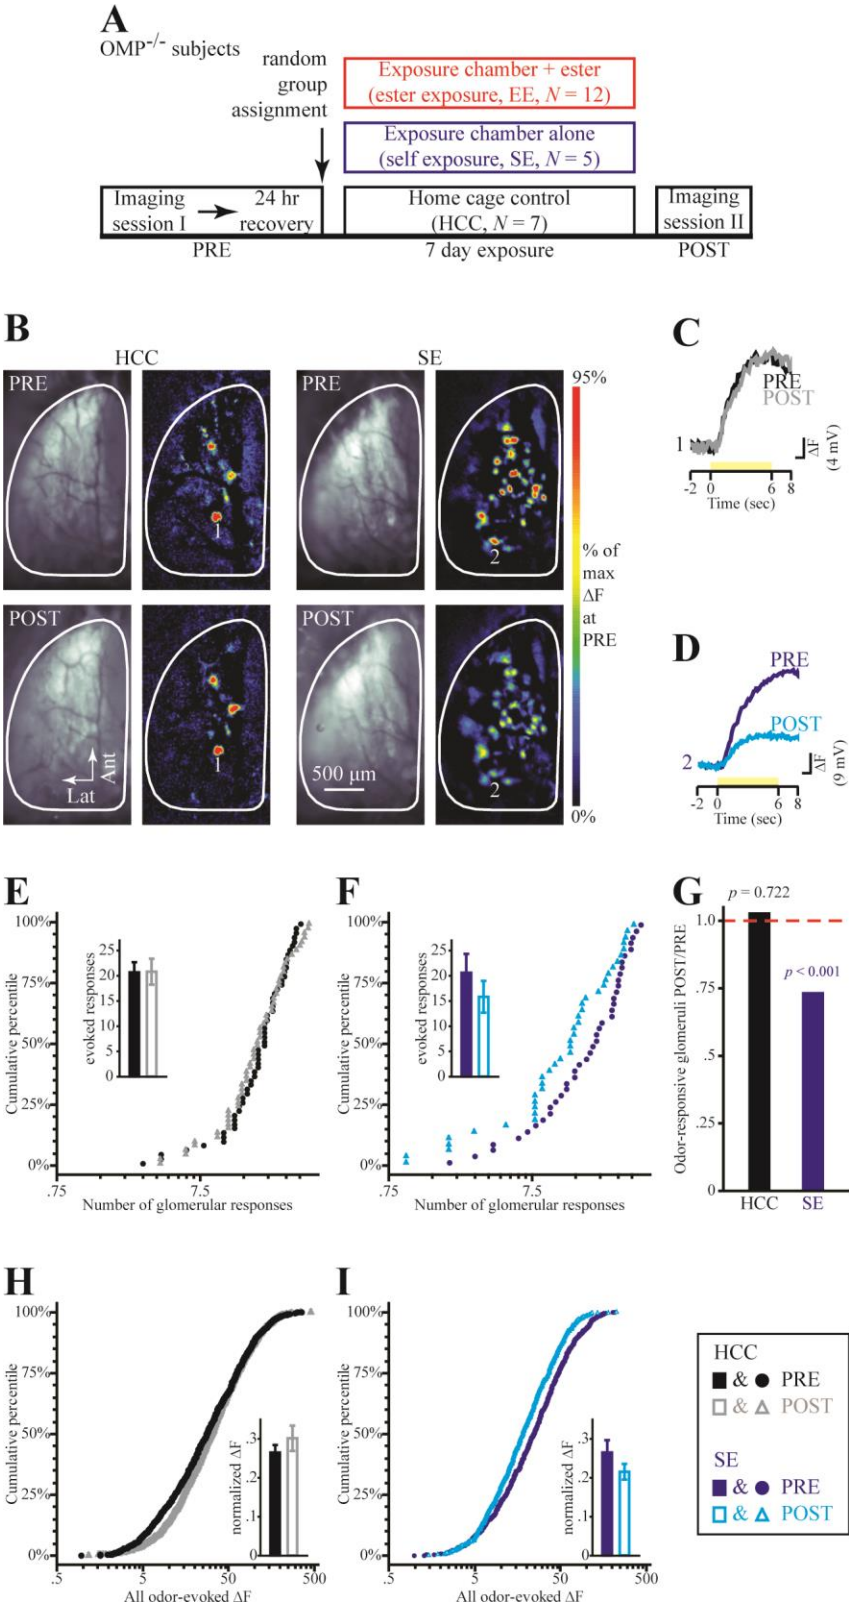 A
OMP-/- subjects
random
group
assignment
Exposure chamber + ester
(ester exposure, EE, N = 12)
Exposure chamber alone
(self exposure, SE, N = 5)
Imaging
session I
24 hr
recovery
Home cage control
(HCC, N = 7)
Imaging
session II
PRE
7 day exposure
POST
B
HCC
SE
PRE
PRE
1
2
POST
POST
Ant
Lat
1
500 μm
2
95%
% of
max
ΔF
at
PRE
0%
C
PRE
POST
1
ΔF
(4 mV)
-2 0 6 8
Time (sec)
D
PRE
POST
2
ΔF
(9 mV)
-2 0 6 8
Time (sec)
E
Cumulative percentile
100%
75%
50%
25%
0%
evoked responses
25
20
15
10
5
0
.75 7.5
Number of glomerular responses
F
Cumulative percentile
100%
75%
50%
25%
0%
evoked responses
25
20
15
10
5
0
.75 7.5
Number of glomerular responses
G
Odor-responsive glomeruli POST/PRE
p = 0.722
p < 0.001
1.0
.75
.5
.25
0
HCC SE
H
Cumulative percentile
100%
75%
50%
25%
0%
normalized ΔF
.3
.2
.1
0
.5 5 50 500
All odor-evoked ΔF
I
Cumulative percentile
100%
75%
50%
25%
0%
normalized ΔF
.3
.2
.1
0
.5 5 50 500
All odor-evoked ΔF
HCC
& PRE
& POST
SE
& PRE
& POST